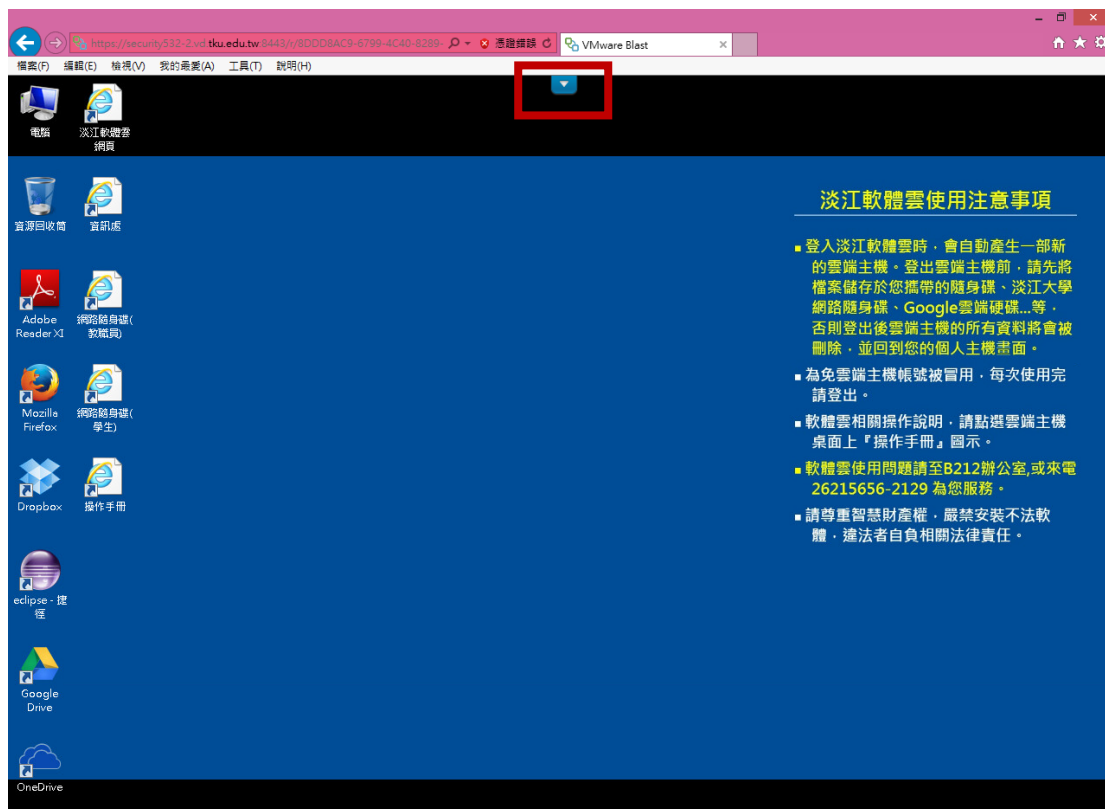 https://security532-2.vd.tku.edu.tw:8443/r/8DDD8AC9-6799-4C40-8289-
憑證錯誤
VMware Blast
檔案(F) 編輯(E) 檢視(V) 我的最愛(A) 工具(T) 說明(H)
電腦
淡江軟體雲
網頁
資源回收筒
資訊處
Adobe
Reader XI
網路隨身碟(
教職員)
Mozilla
Firefox
網路隨身碟(
學生)
Dropbox
操作手冊
eclipse - 捷
徑
Google
Drive
OneDrive
淡江軟體雲使用注意事項
登入淡江軟體雲時，會自動產生一部新
的雲端主機。登出雲端主機前，請先將
檔案儲存於您攜帶的隨身碟、淡江大學
網路隨身碟、Google雲端硬碟...等，
否則登出後雲端主機的所有資料將會被
刪除，並回到您的個人主機畫面。
為免雲端主機帳號被冒用，每次使用完
請登出。
軟體雲相關操作說明，請點選雲端主機
桌面上『操作手冊』圖示。
軟體雲使用問題請至B212辦公室,或來電
26215656-2129 為您服務。
請尊重智慧財產權，嚴禁安裝不法軟
體，違法者自負相關法律責任。